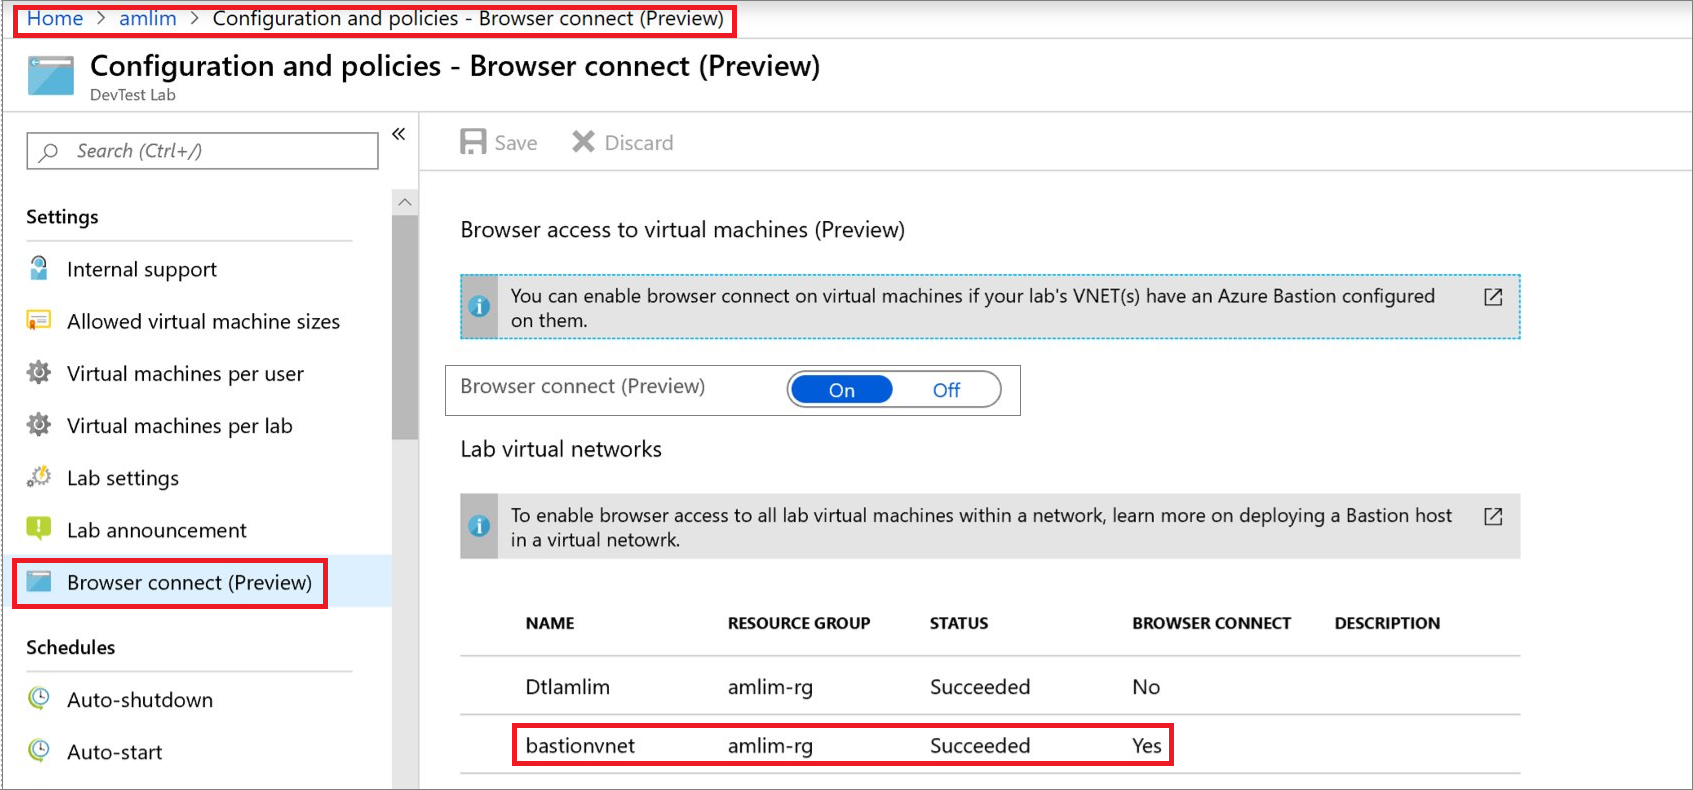 Home > amlim > Configuration and policies - Browser connect (Preview)
Configuration and policies - Browser connect (Preview)
DevTest Lab
Search (Ctrl+/)
«
Settings
Internal support
Allowed virtual machine sizes
Virtual machines per user
Virtual machines per lab
Lab settings
Lab announcement
Browser connect (Preview)
Schedules
Auto-shutdown
Auto-start
Save Discard
Browser access to virtual machines (Preview)
You can enable browser connect on virtual machines if your lab's VNET(s) have an Azure Bastion configured
on them.
Browser connect (Preview) On Off
Lab virtual networks
To enable browser access to all lab virtual machines within a network, learn more on deploying a Bastion host
in a virtual netowrk.
NAME RESOURCE GROUP STATUS BROWSER CONNECT DESCRIPTION
Dtlamlim amlim-rg Succeeded No
bastionvnet amlim-rg Succeeded Yes